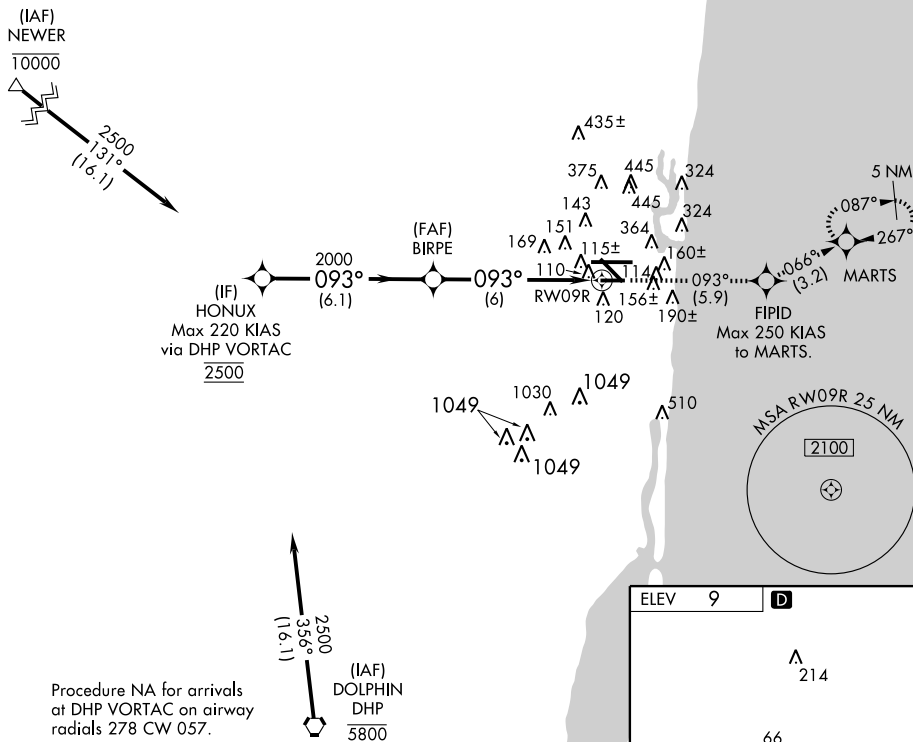 (IAF)
NEWER
10000
2500
131°
(16.1)
435±
375
445
445
324
324
143
151
169
364
115±
110
114
160±
156±
190±
120
RW09R
5 NM
087°
267°
MARTS
066°
(3.2)
093°
(5.9)
FIPID
Max 250 KIAS
to MARTS.
(FAF)
BIRPE
2000
093°
(6.1)
093°
(6)
(IF)
HONUX
Max 220 KIAS
via DHP VORTAC
2500
1049
1030
1049
1049
510
MSA RW09R 25 NM
2100
2500
356°
(16.1)
(IAF)
DOLPHIN
DHP
5800
Procedure NA for arrivals
at DHP VORTAC on airway
radials 278 CW 057.
ELEV 9 D
214
66